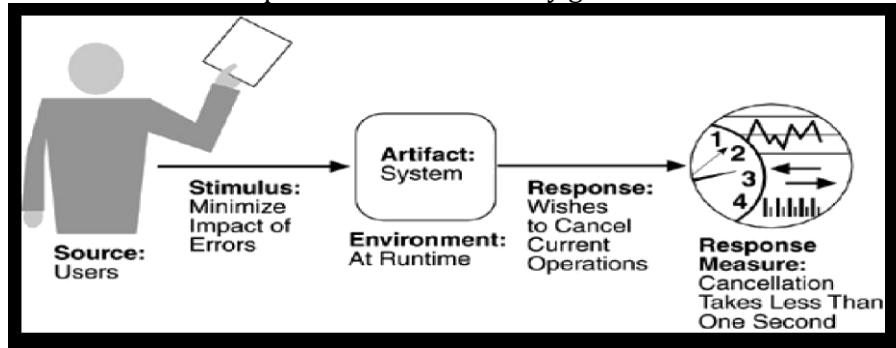 Source:
Users
Stimulus:
Minimize
Impact of
Errors
Artifact:
System
Environment:
At Runtime
Response:
Wishes
to Cancel
Current
Operations
1
2
3
4
Response
Measure:
Cancellation
Takes Less Than
One Second